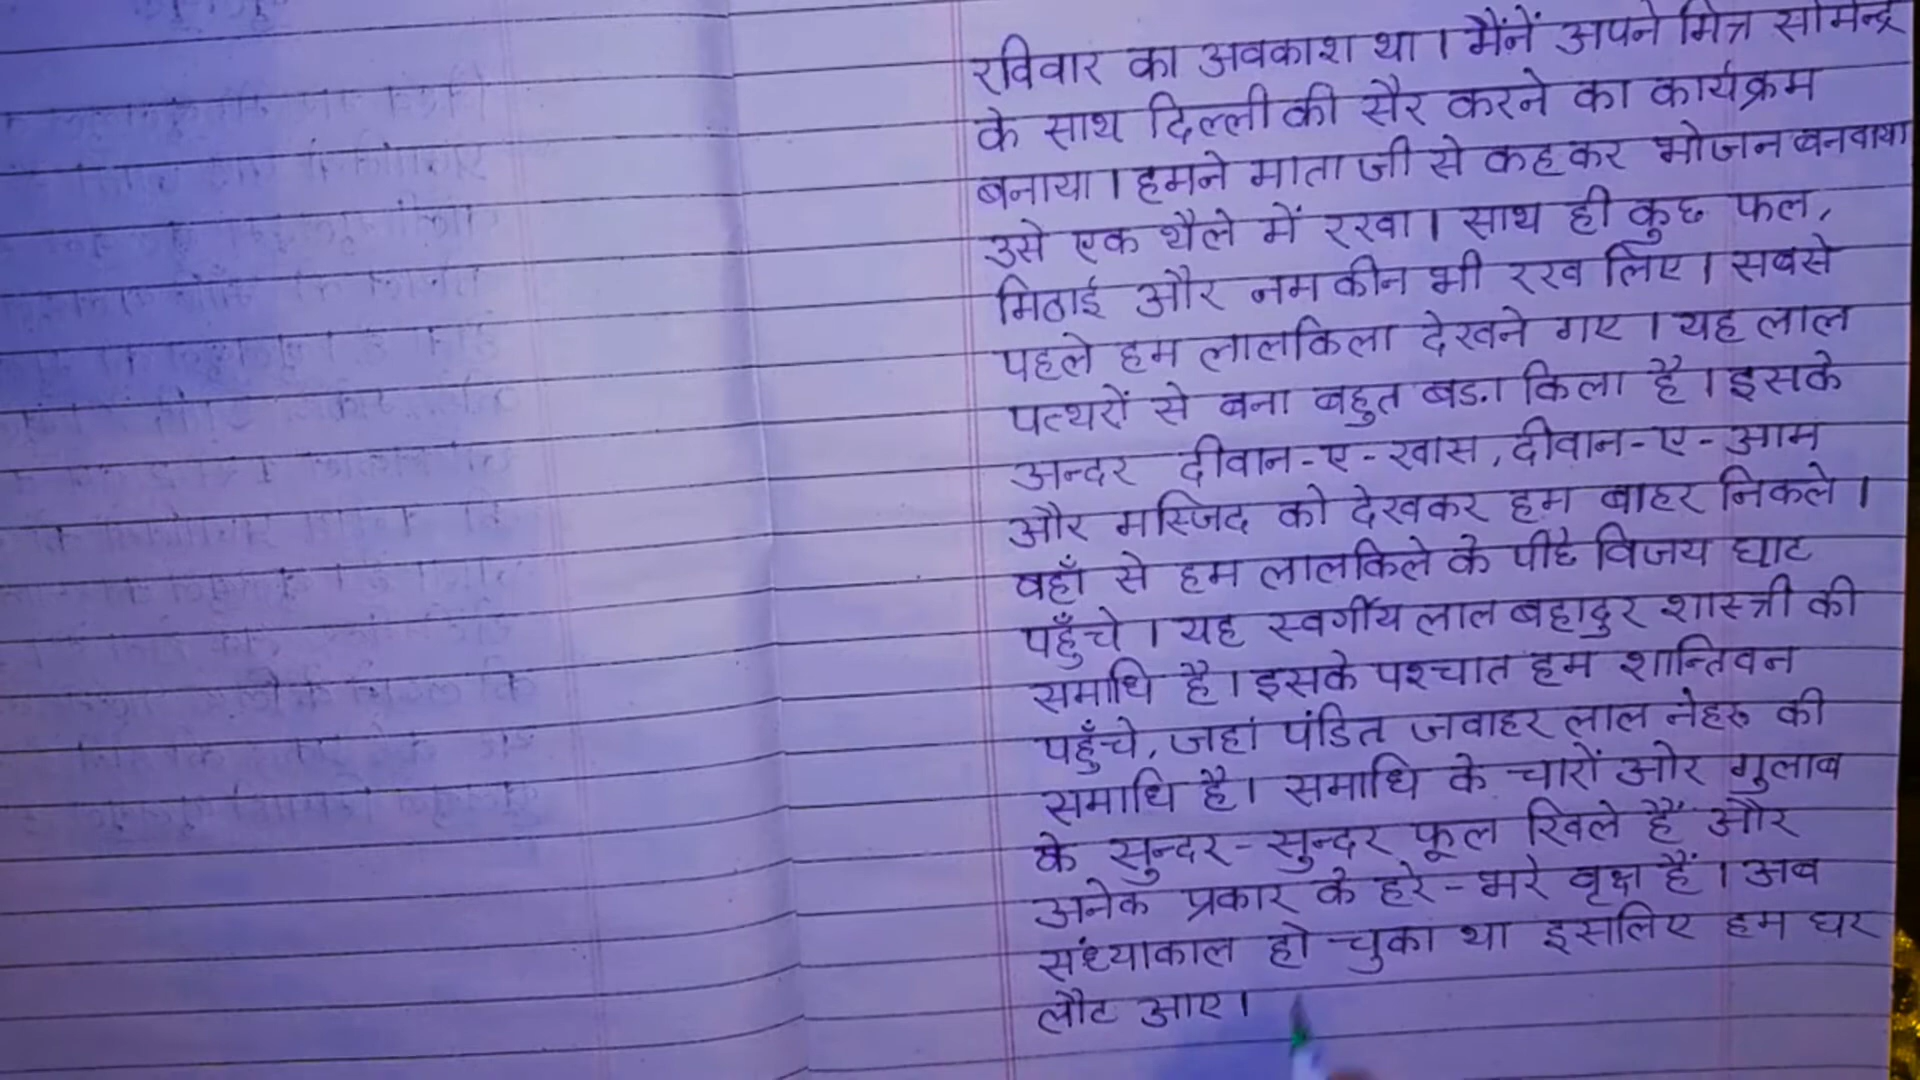 रविवार का अवकाश था । मैंनें अपने मित्र सोमेन्द्र
के साथ दिल्ली की सैर करने का कार्यक्रम
बनाया । हमने माता जी से कहकर भोजन बनवाया
उसे एक थैले में रखा । साथ ही कुछ फल,
मिठाई और नमकीन भी रख लिए । सबसे
पहले हम लालकिला देखने गए । यह लाल
पत्थरों से बना बहुत बड़ा किला है । इसके
अन्दर दीवान-ए-खास, दीवान-ए-आम
और मस्जिद को देखकर हम बाहर निकले ।
वहाँ से हम लालकिले के पीछे विजय घाट
पहुँचे । यह स्वर्गीय लाल बहादुर शास्त्री की
समाधि है । इसके पश्चात हम शान्तिवन
पहुँचे, जहां पंडित जवाहर लाल नेहरू की
समाधि है । समाधि के चारों ओर गुलाब
के सुन्दर-सुन्दर फूल खिले हैं और
अनेक प्रकार के हरे-भरे वृक्ष हैं । अब
संध्याकाल हो चुका था इसलिए हम घर
लौट आए ।